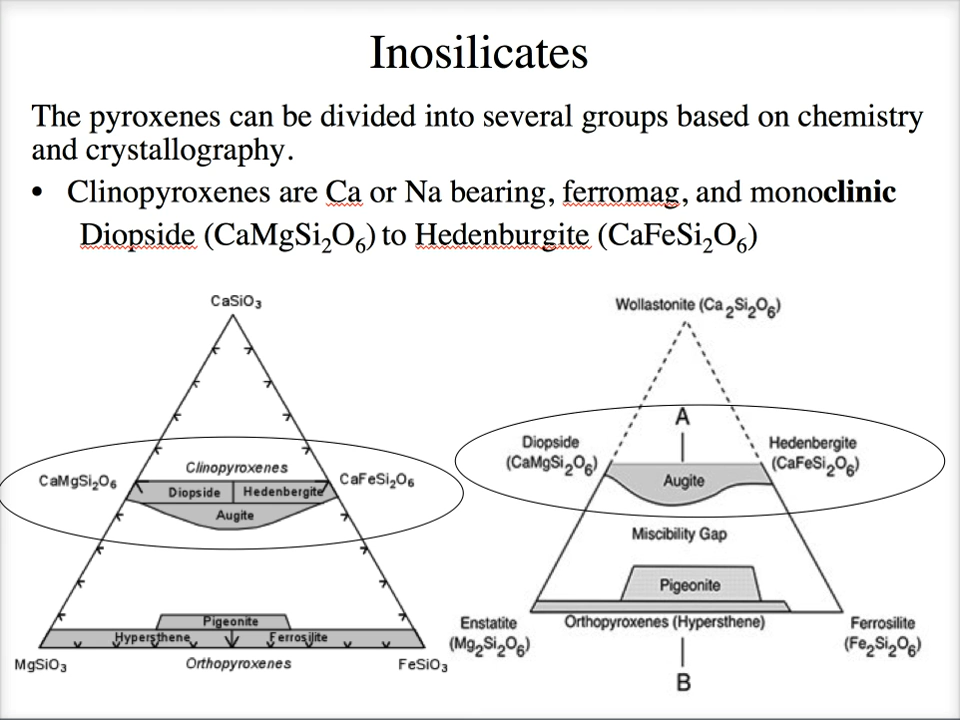 Inosilicates
The pyroxenes can be divided into several groups based on chemistry
and crystallography.
• Clinopyroxenes are Ca or Na bearing, ferromag, and monoclinic
Diopside (CaMgSi₂O₆) to Hedenburgite (CaFeSi₂O₆)
CaSiO₃
Clinopyroxenes
CaMgSi₂O₆
CaFeSi₂O₆
Diopside
Hedenbergite
Augite
Pigeonite
Hypersthene
Ferrosilite
MgSiO₃
Orthopyroxenes
FeSiO₃
Wollastonite (Ca₂Si₂O₆)
A
Diopside
(CaMgSi₂O₆)
Hedenbergite
(CaFeSi₂O₆)
Augite
Miscibility Gap
Pigeonite
Enstatite
(Mg₂Si₂O₆)
Orthopyroxenes (Hypersthene)
Ferrosilite
(Fe₂Si₂O₆)
B